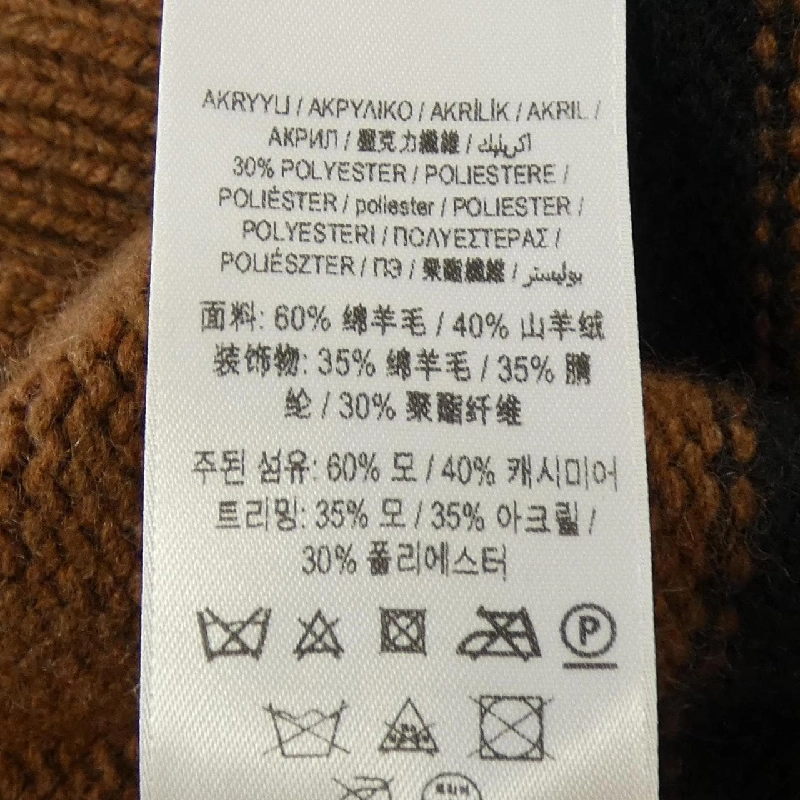 AKRYYLI / ΑΚΡΥΛΙΚΟ / AKRİLİK / AKRIL /
АКРИЛ / 壓克力纖維 / اكريليك
30% POLYESTER / POLIESTERE /
POLIÉSTER / poliester / POLIESTER /
POLYESTERI / ΠΟΛΥΕΣΤΕΡΑΣ /
POLIÉSZTER / ПЭ / 聚酯纖維 / بوليستر
面料: 60% 绵羊毛 / 40% 山羊绒
装饰物: 35% 绵羊毛 / 35% 腈
纶 / 30% 聚酯纤维
주된 섬유: 60% 모 / 40% 캐시미어
트리밍: 35% 모 / 35% 아크릴 /
30% 폴리에스터
P